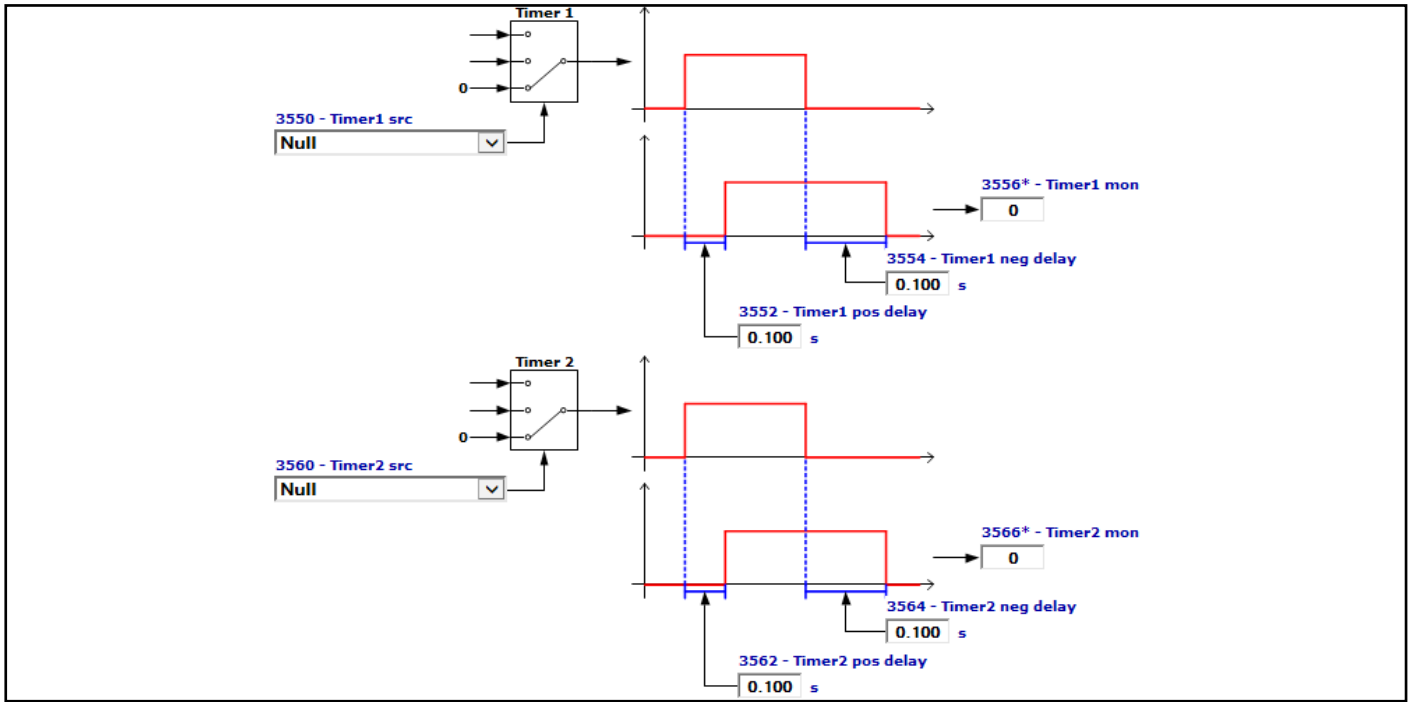 Timer 1
0
3550 - Timer1 src
Null
3556* - Timer1 mon
0
3554 - Timer1 neg delay
0.100 s
3552 - Timer1 pos delay
0.100 s
Timer 2
0
3560 - Timer2 src
Null
3566* - Timer2 mon
0
3564 - Timer2 neg delay
0.100 s
3562 - Timer2 pos delay
0.100 s